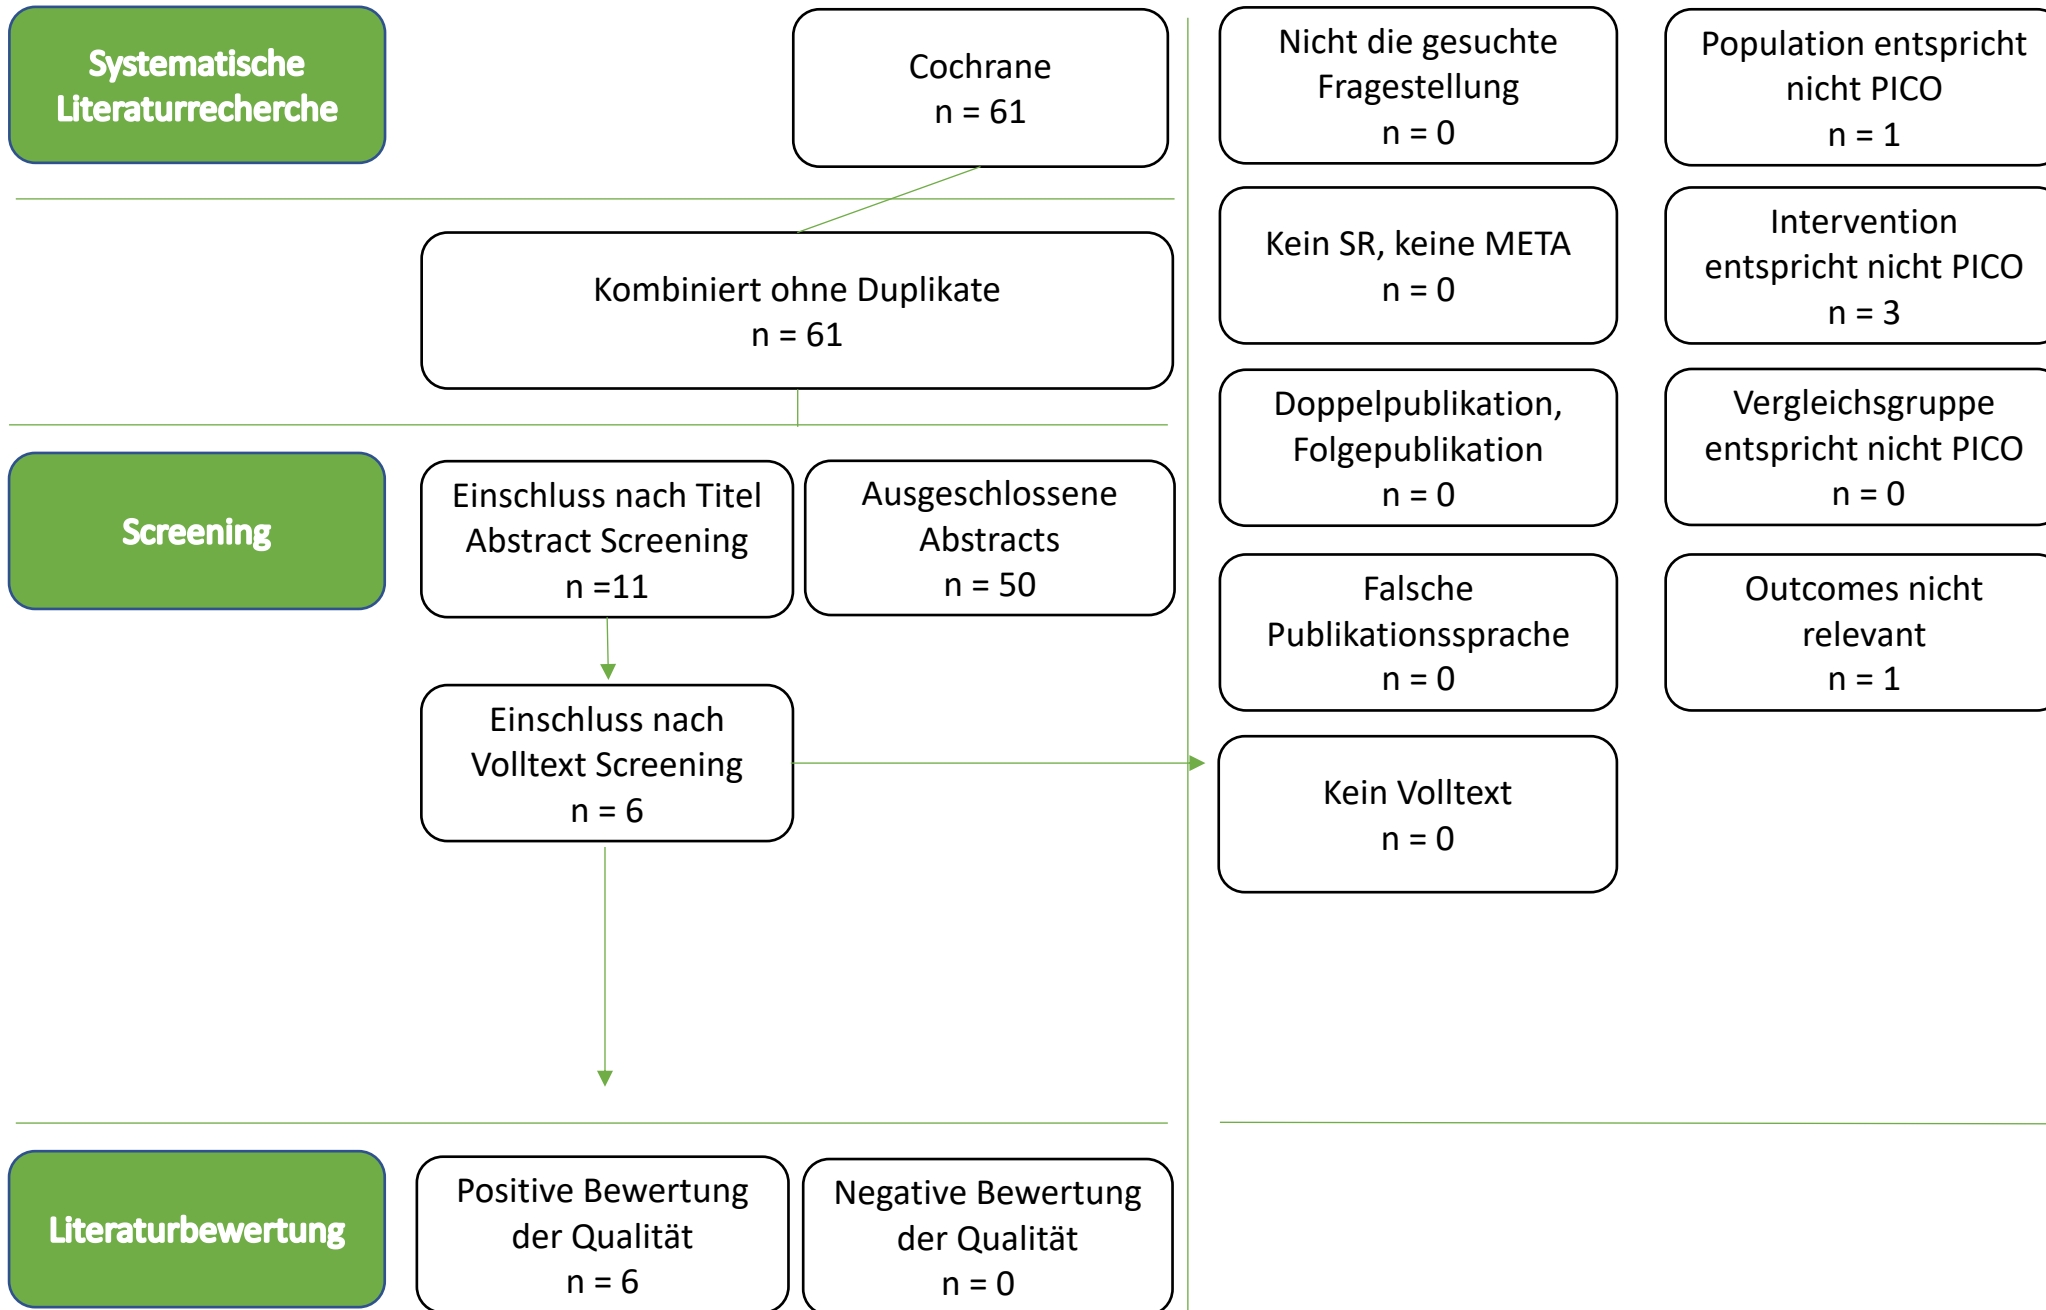 Systematische
Literaturrecherche
Cochrane
n = 61
Kombiniert ohne Duplikate
n = 61
Screening
Einschluss nach Titel
Abstract Screening
n =11
Ausgeschlossene
Abstracts
n = 50
Einschluss nach
Volltext Screening
n = 6
Nicht die gesuchte
Fragestellung
n = 0
Population entspricht
nicht PICO
n = 1
Kein SR, keine META
n = 0
Intervention
entspricht nicht PICO
n = 3
Doppelpublikation,
Folgepublikation
n = 0
Vergleichsgruppe
entspricht nicht PICO
n = 0
Falsche
Publikationssprache
n = 0
Outcomes nicht
relevant
n = 1
Kein Volltext
n = 0
Literaturbewertung
Positive Bewertung
der Qualität
n = 6
Negative Bewertung
der Qualität
n = 0